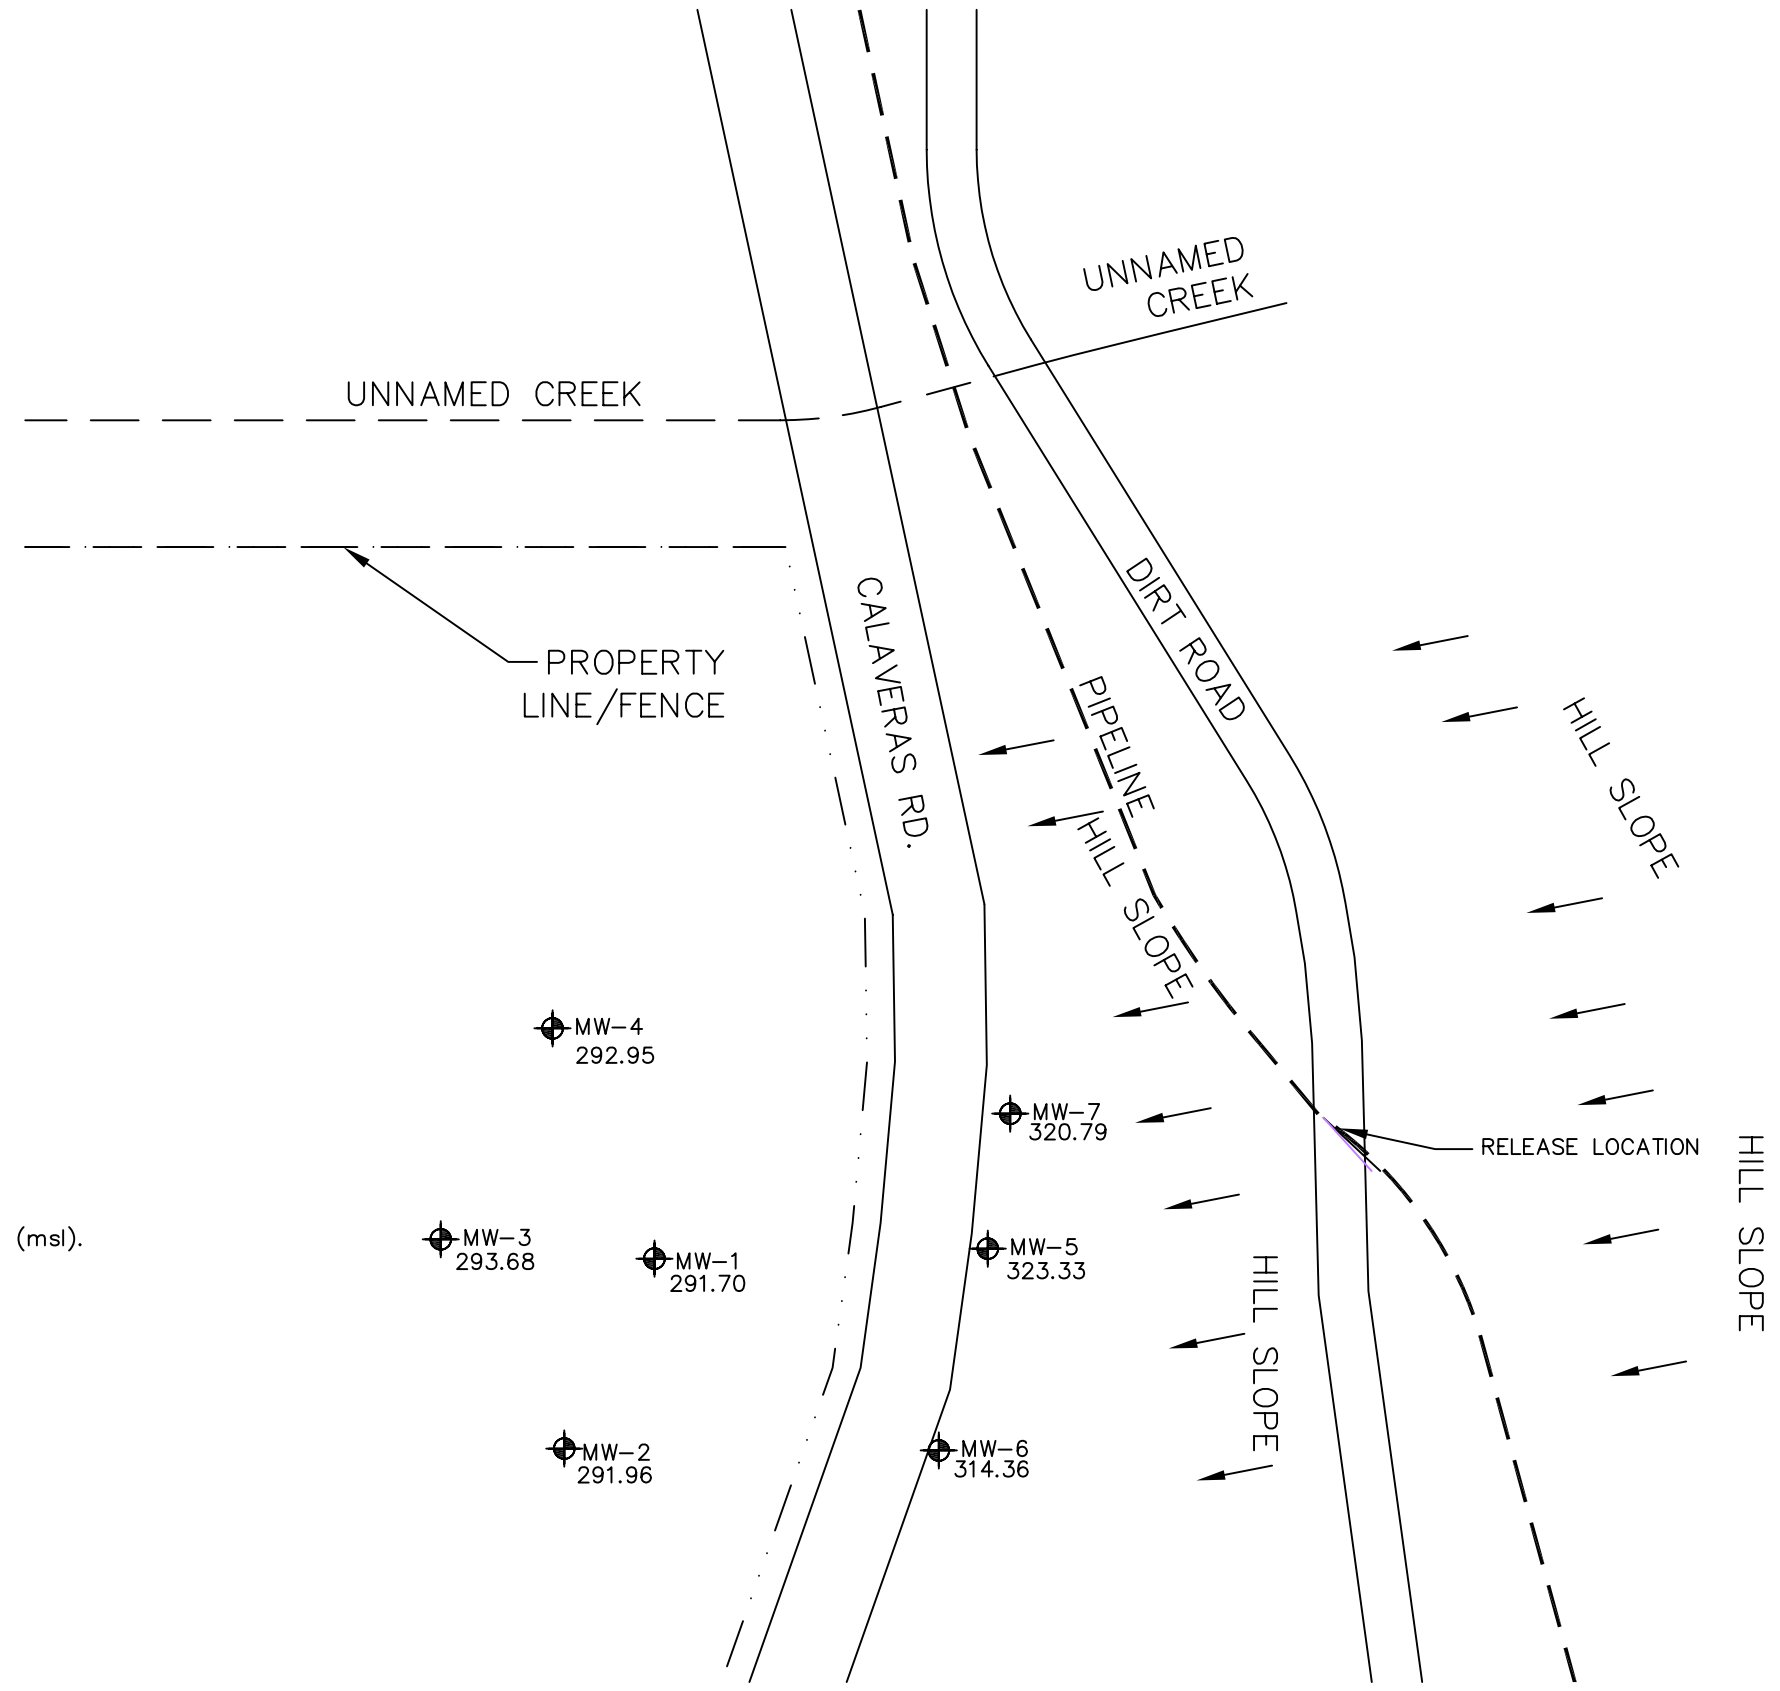 UNNAMED
CREEK
UNNAMED CREEK
PROPERTY
LINE/FENCE
CALAVERAS RD.
DIRT ROAD
PIPELINE
HILL SLOPE
HILL SLOPE
MW-4
292.95
MW-7
320.79
RELEASE LOCATION
HILL SLOPE
(msl).
MW-3
293.68
MW-1
291.70
MW-5
323.33
HILL SLOPE
MW-2
291.96
MW-6
314.36